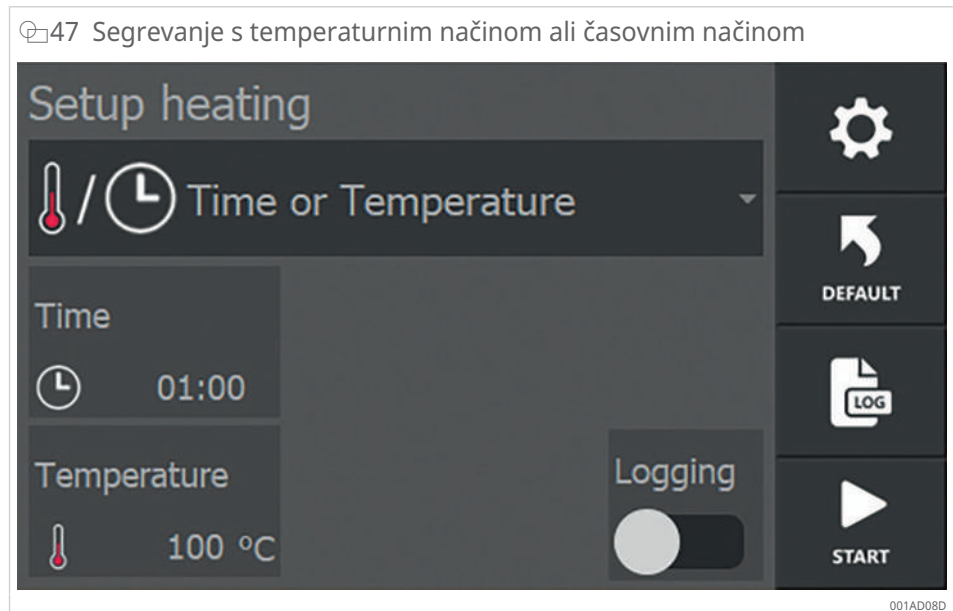 47 Segrevanje s temperaturnim načinom ali časovnim načinom
Setup heating
/ Time or Temperature
DEFAULT
Time
01:00
LOG
Temperature
100 ºC
Logging
START
001AD08D